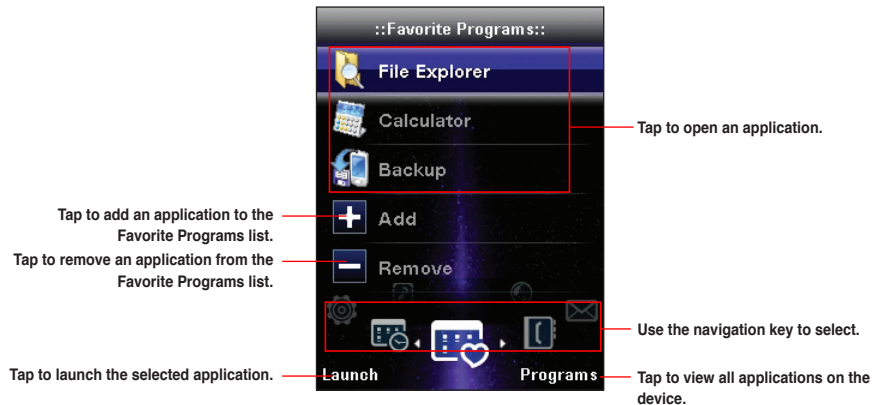 ::Favorite Programs::
File Explorer
Calculator
Tap to open an application.
Backup
Tap to add an application to the
Favorite Programs list.
Add
Tap to remove an application from the
Favorite Programs list.
Remove
Use the navigation key to select.
Tap to launch the selected application.
Launch
Programs
Tap to view all applications on the
device.